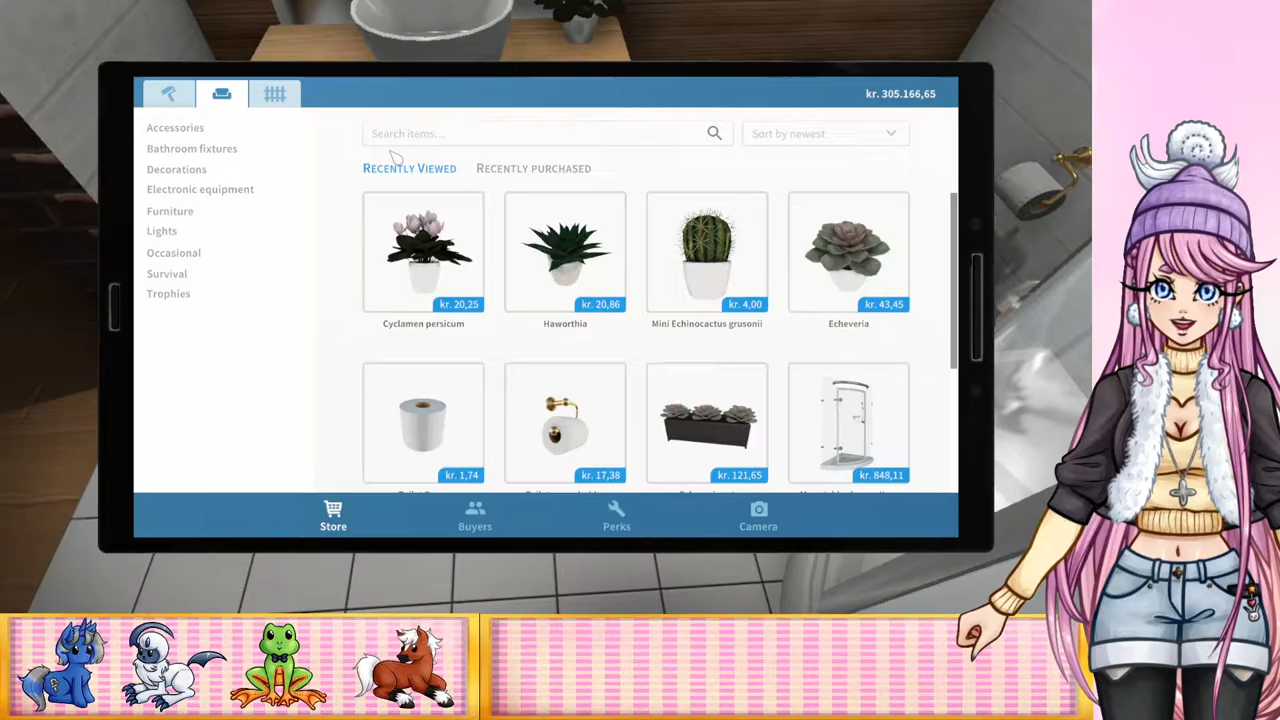 kr. 305.166,65
Accessories
Bathroom fixtures
Decorations
Electronic equipment
Furniture
Lights
Occasional
Survival
Trophies
Search items...
Sort by newest
RECENTLY VIEWED
RECENTLY PURCHASED
kr. 20,25
kr. 20,86
kr. 4,00
kr. 43,45
Cyclamen persicum
Haworthia
Mini Echinocactus grusonii
Echeveria
kr. 1,74
kr. 17,38
kr. 121,65
kr. 848,11
Store
Buyers
Perks
Camera